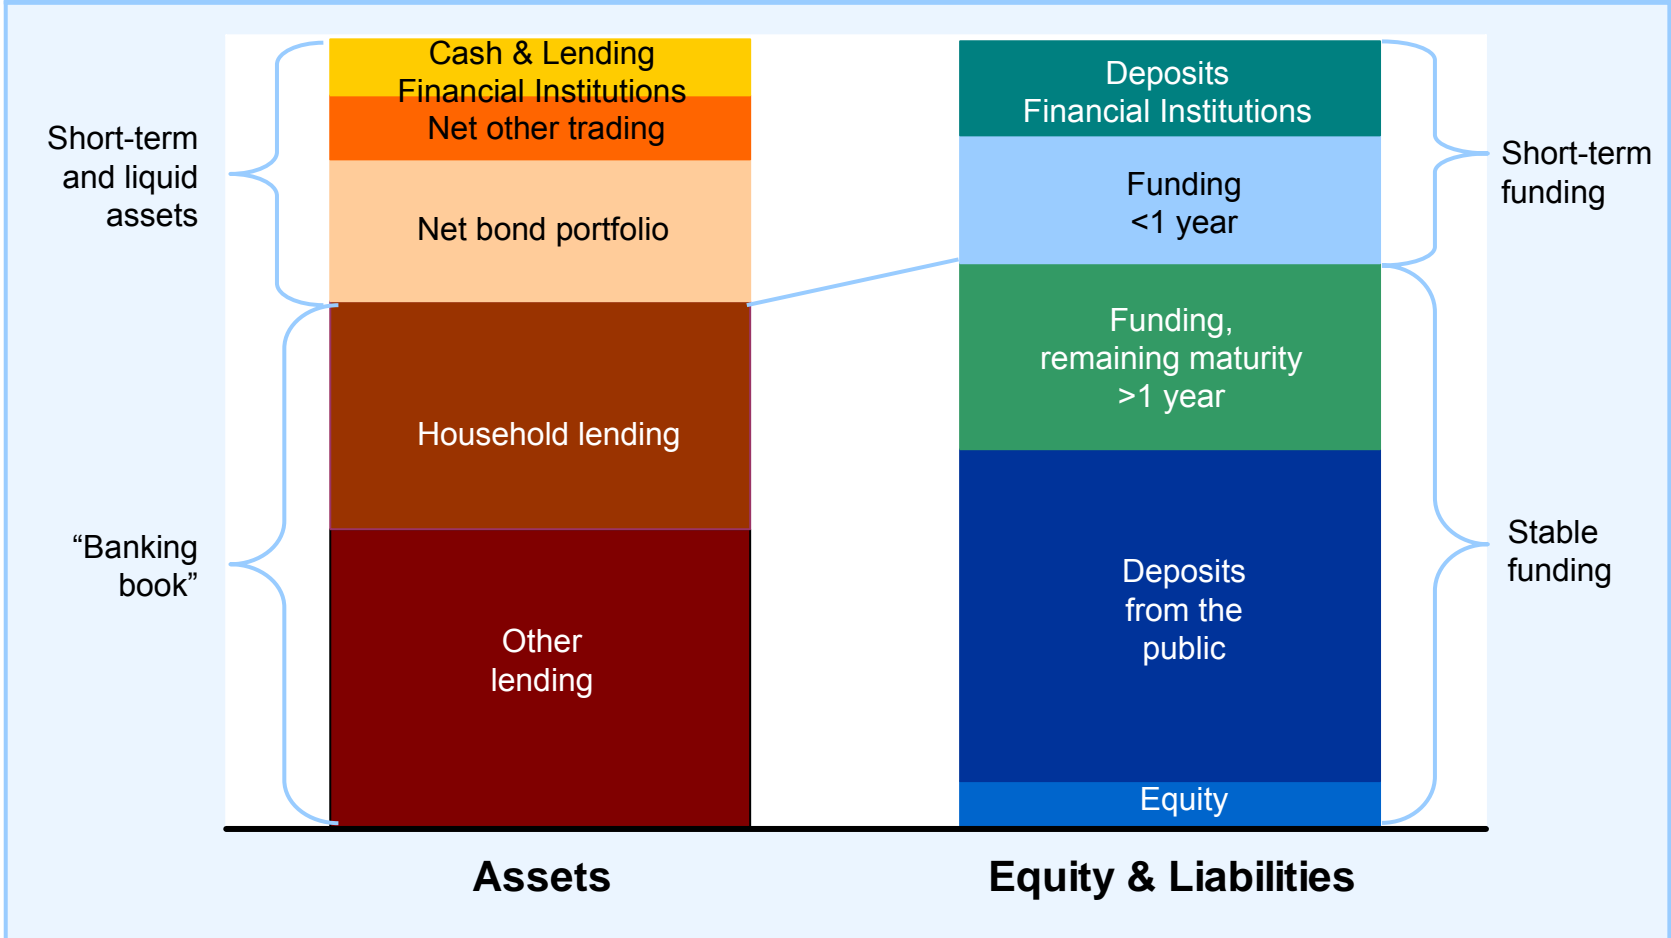 Short-term
and liquid
assets
“Banking
book”
Cash & Lending
Financial Institutions
Net other trading
Net bond portfolio
Household lending
Other
lending
Deposits
Financial Institutions
Funding
<1 year
Funding,
remaining maturity
>1 year
Deposits
from the
public
Equity
Short-term
funding
Stable
funding
Assets
Equity & Liabilities